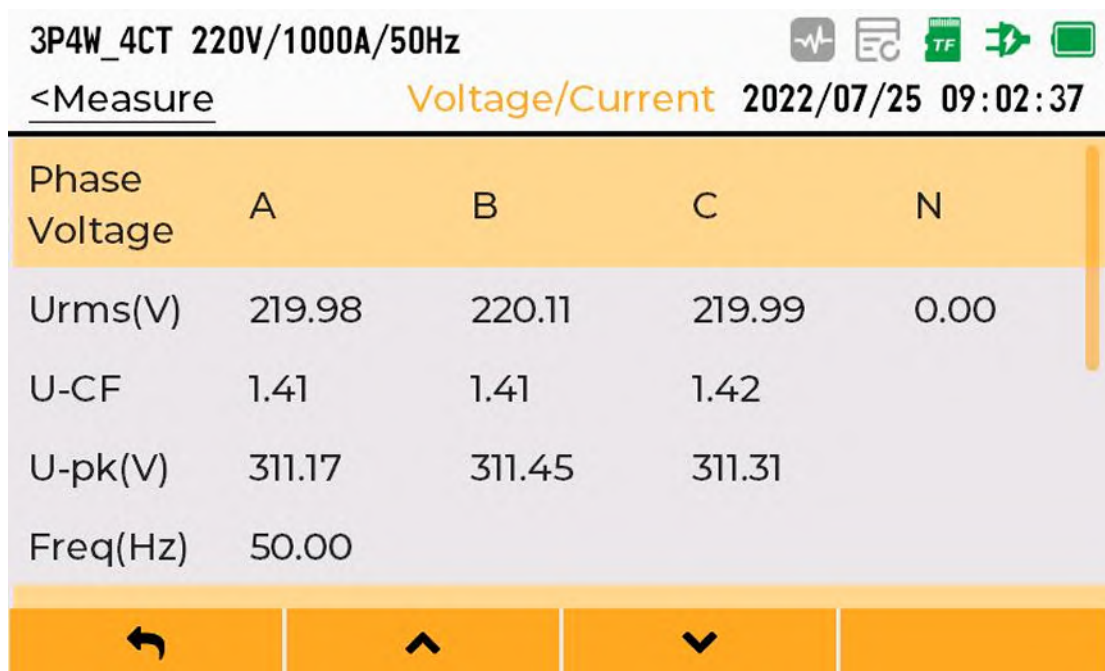 3P4W_4CT 220V/1000A/50Hz TF
<Measure Voltage/Current 2022/07/25 09:02:37
Phase Voltage A B C N
Urms(V) 219.98 220.11 219.99 0.00
U-CF 1.41 1.41 1.42
U-pk(V) 311.17 311.45 311.31
Freq(Hz) 50.00